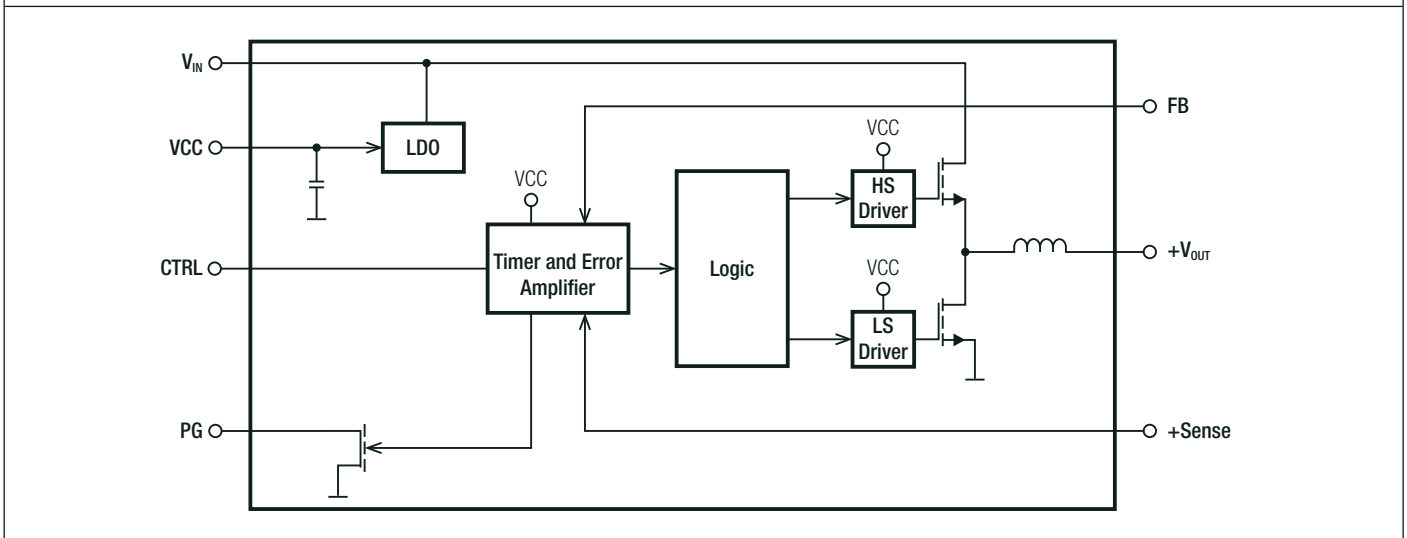 VIN
FB
VCC
LDO
VCC
HS
Driver
VCC
Timer and Error
Amplifier
CTRL
Logic
+VOUT
VCC
LS
Driver
PG
+Sense